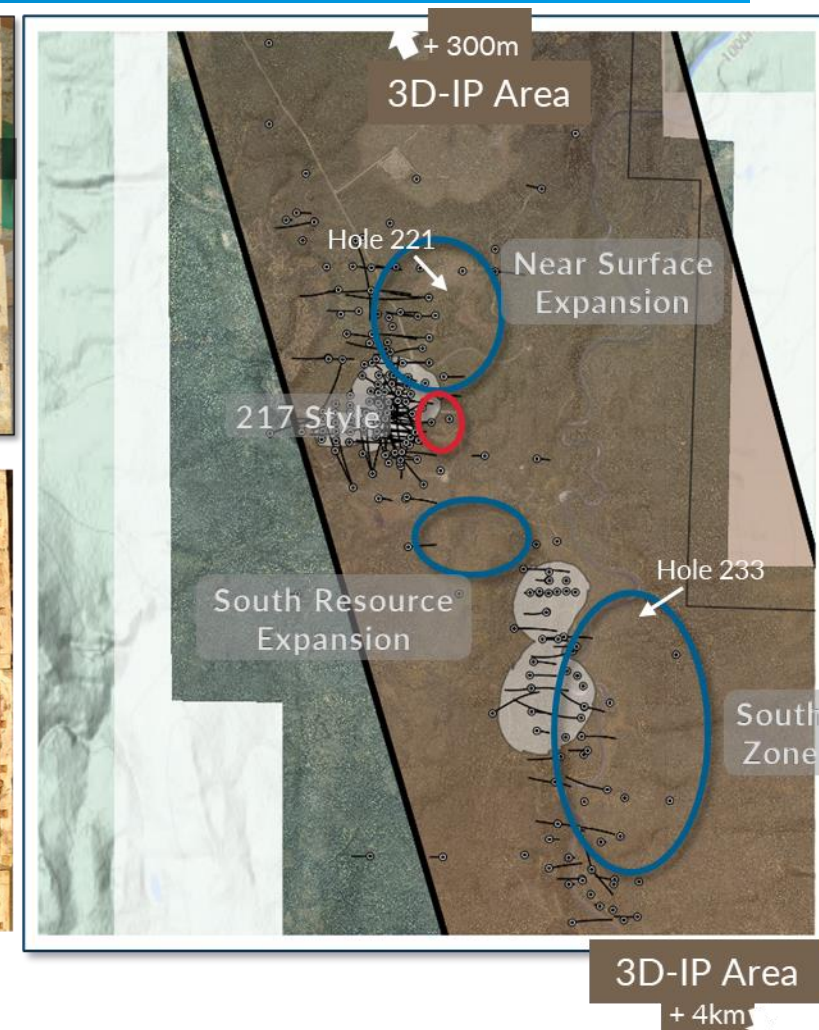 + 300m
3D-IP Area
Hole 221
Near Surface
Expansion
217 Style
Hole 233
South Resource
Expansion
South
Zone
3D-IP Area
+ 4km